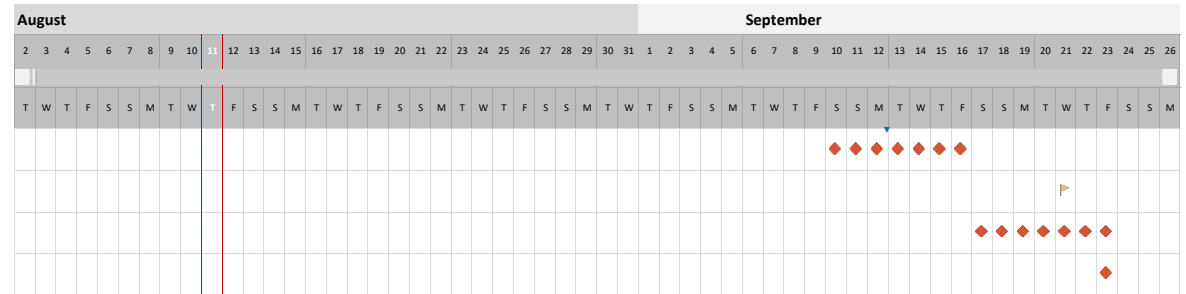 August September
2 3 4 5 6 7 8 9 10 11 12 13 14 15 16 17 18 19 20 21 22 23 24 25 26 27 28 29 30 31 1 2 3 4 5 6 7 8 9 10 11 12 13 14 15 16 17 18 19 20 21 22 23 24 25 26
T W T F S S M T W T F S S M T W T F S S M T W T F S S M T W T F S S M T W T F S S M T W T F S S M T W T F S S M